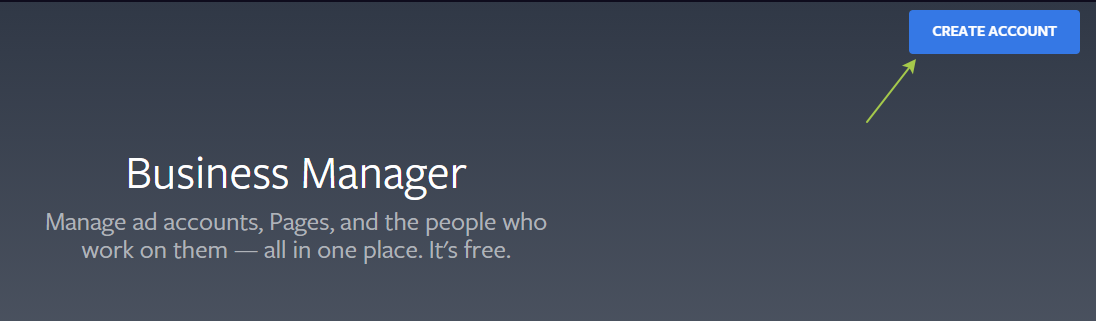 CREATE ACCOUNT
Business Manager
Manage ad accounts, Pages, and the people who
work on them — all in one place. It's free.